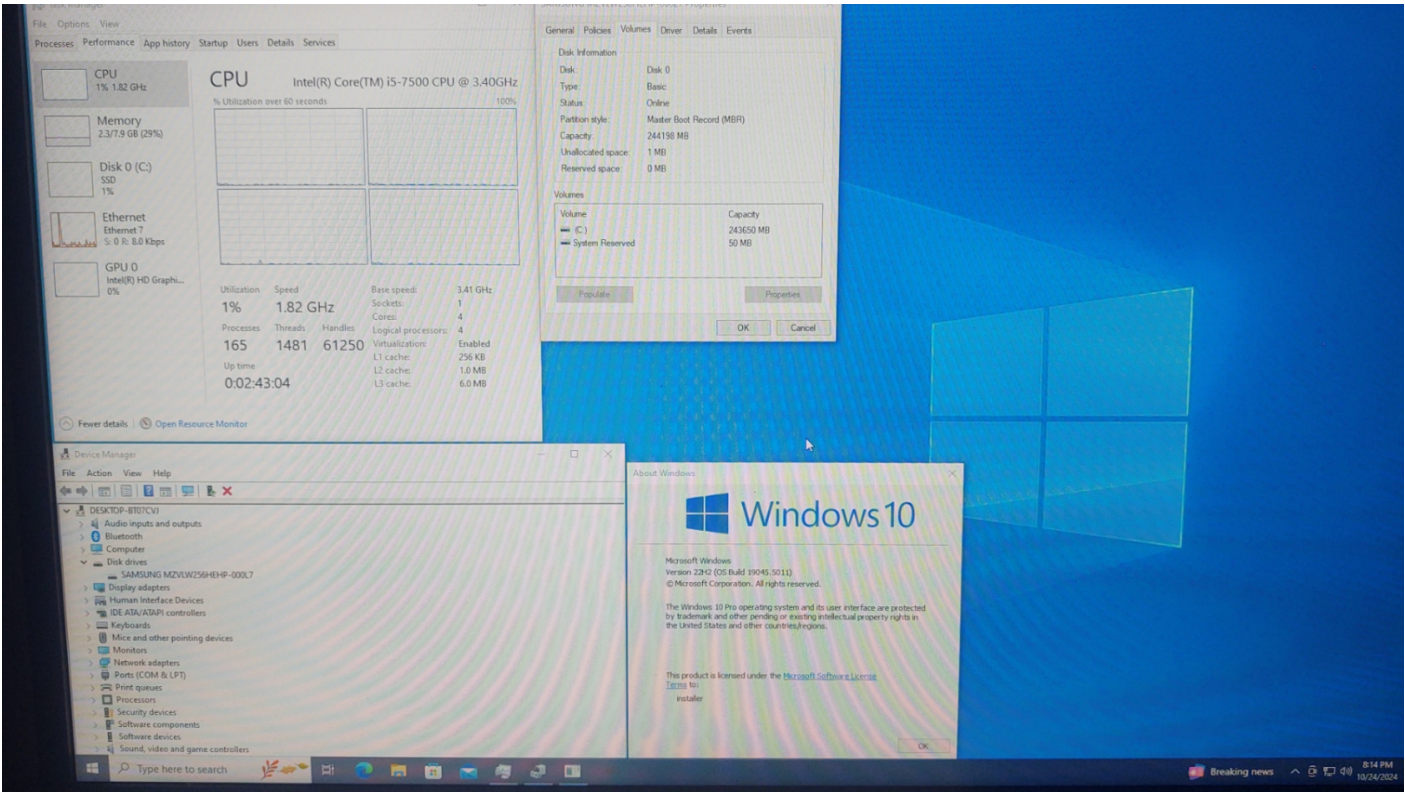 File Options View
Processes Performance App history Startup Users Details Services
CPU
1% 1.82 GHz
Memory
2.3/7.9 GB (29%)
Disk 0 (C:)
SSD
1%
Ethernet
Ethernet 7
S: 0 R: 8.0 Kbps
GPU 0
Intel(R) HD Graphi...
0%
CPU Intel(R) Core(TM) i5-7500 CPU @ 3.40GHz
% Utilization over 60 seconds 100%
Utilization Speed
1% 1.82 GHz
Processes Threads Handles
165 1481 61250
Up time
0:02:43:04
Base speed: 3.41 GHz
Sockets: 1
Cores: 4
Logical processors: 4
Virtualization: Enabled
L1 cache: 256 KB
L2 cache: 1.0 MB
L3 cache: 6.0 MB
Fewer details Open Resource Monitor
General Policies Volumes Driver Details Events
Disk Information
Disk: Disk 0
Type: Basic
Status: Online
Partition style: Master Boot Record (MBR)
Capacity: 244198 MB
Unallocated space: 1 MB
Reserved space: 0 MB
Volumes
Volume Capacity
(C:) 243650 MB
System Reserved 50 MB
Populate Properties
OK Cancel
Device Manager
File Action View Help
DESKTOP-BT07CVJ
Audio inputs and outputs
Bluetooth
Computer
Disk drives
SAMSUNG MZVLW256HEHP-000L7
Display adapters
Human Interface Devices
IDE ATA/ATAPI controllers
Keyboards
Mice and other pointing devices
Monitors
Network adapters
Ports (COM & LPT)
Print queues
Processors
Security devices
Software components
Software devices
Sound, video and game controllers
About Windows
Windows 10
Microsoft Windows
Version 22H2 (OS Build 19045.5011)
© Microsoft Corporation. All rights reserved.
The Windows 10 Pro operating system and its user interface are protected
by trademark and other pending or existing intellectual property rights in
the United States and other countries/regions.
This product is licensed under the Microsoft Software License
Terms to:
installer
OK
Type here to search
Breaking news
8:14 PM
10/24/2024